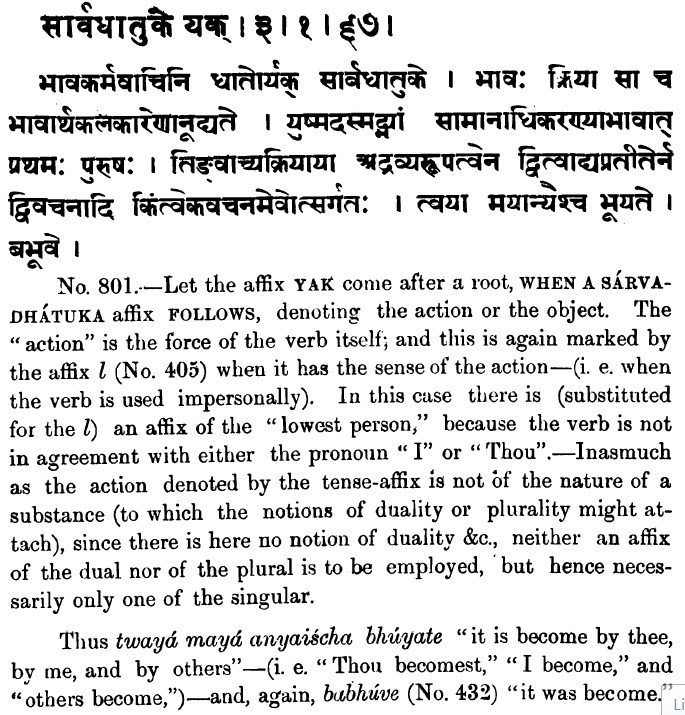 सार्वधातुके यक् । ३ । १ । ६७ ।
भावकर्मवाचिनि धातोर्यक् सार्वधातुके । भावः क्रिया सा च
भावार्थकलकारेणानूद्यते । युष्मदस्मद्भ्यां सामानाधिकरण्याभावात्
प्रथमः पुरुषः । तिङ्वाच्यक्रियाया अद्रव्यरूपत्वेन द्वित्वाद्यप्रतीतेर्न
द्विवचनादि किंत्वेकवचनमेवोत्सर्गतः । त्वया मयान्यैश्च भूयते ।
बभूवे ।
No. 801.—Let the affix YAK come after a root, WHEN A SÁRVA-
DHÁTUKA affix FOLLOWS, denoting the action or the object. The
“action” is the force of the verb itself; and this is again marked by
the affix l (No. 405) when it has the sense of the action—(i. e. when
the verb is used impersonally). In this case there is (substituted
for the l) an affix of the “lowest person,” because the verb is not
in agreement with either the pronoun “I” or “Thou”.—Inasmuch
as the action denoted by the tense-affix is not of the nature of a
substance (to which the notions of duality or plurality might at-
tach), since there is here no notion of duality &c., neither an affix
of the dual nor of the plural is to be employed, but hence neces-
sarily only one of the singular.
Thus twayá mayá anyaiścha bhúyate “it is become by thee,
by me, and by others”—(i. e. “Thou becomest,” “I become,” and
“others become,”)—and, again, babhúve (No. 432) “it was become.”
Li